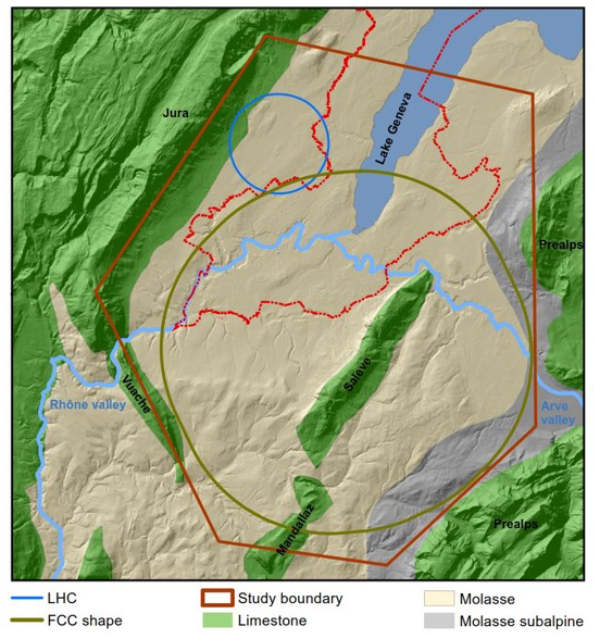 Jura
Lake Geneva
Prealps
Salève
Vuache
Rhône valley
Arve
valley
Mandallaz
Prealps
LHC
FCC shape
Study boundary
Limestone
Molasse
Molasse subalpine